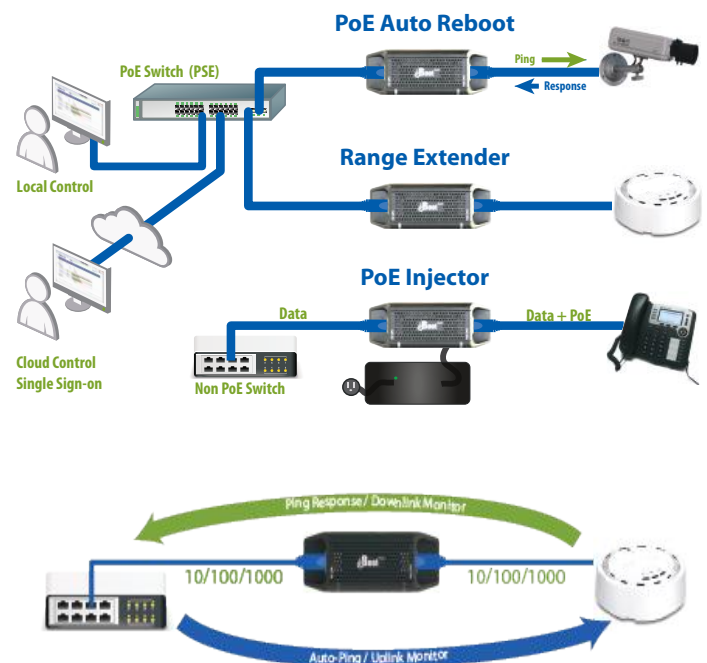 PoE Auto Reboot
PoE Switch (PSE)
Ping
Response
Local Control
Range Extender
PoE Injector
Data
Data + PoE
Cloud Control
Single Sign-on
Non PoE Switch
Ping Response / Downlink Monitor
10/100/1000
10/100/1000
Auto-Ping / Uplink Monitor